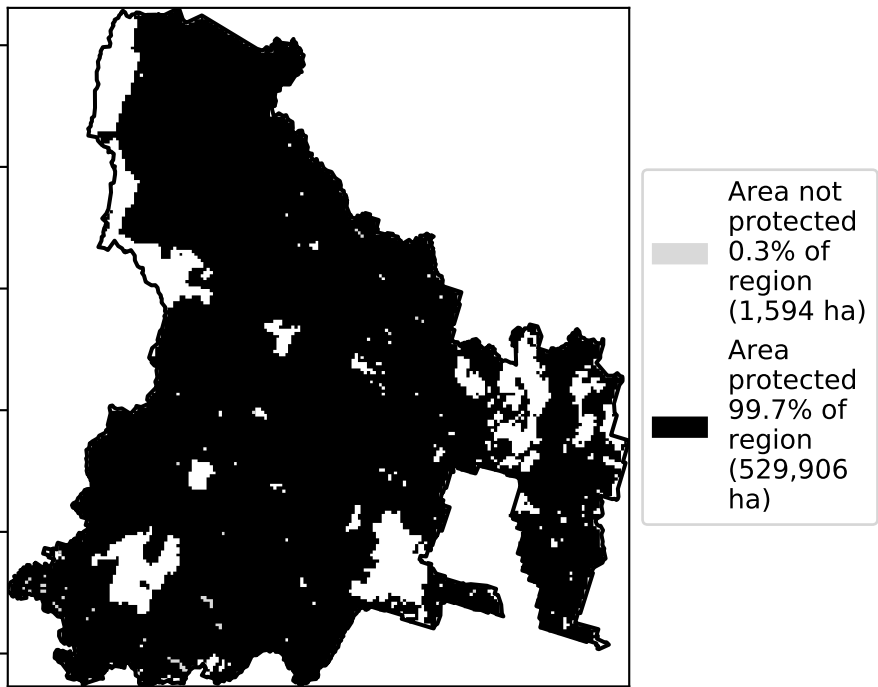 Area not
protected
0.3% of
region
(1,594 ha)
Area
protected
99.7% of
region
(529,906
ha)